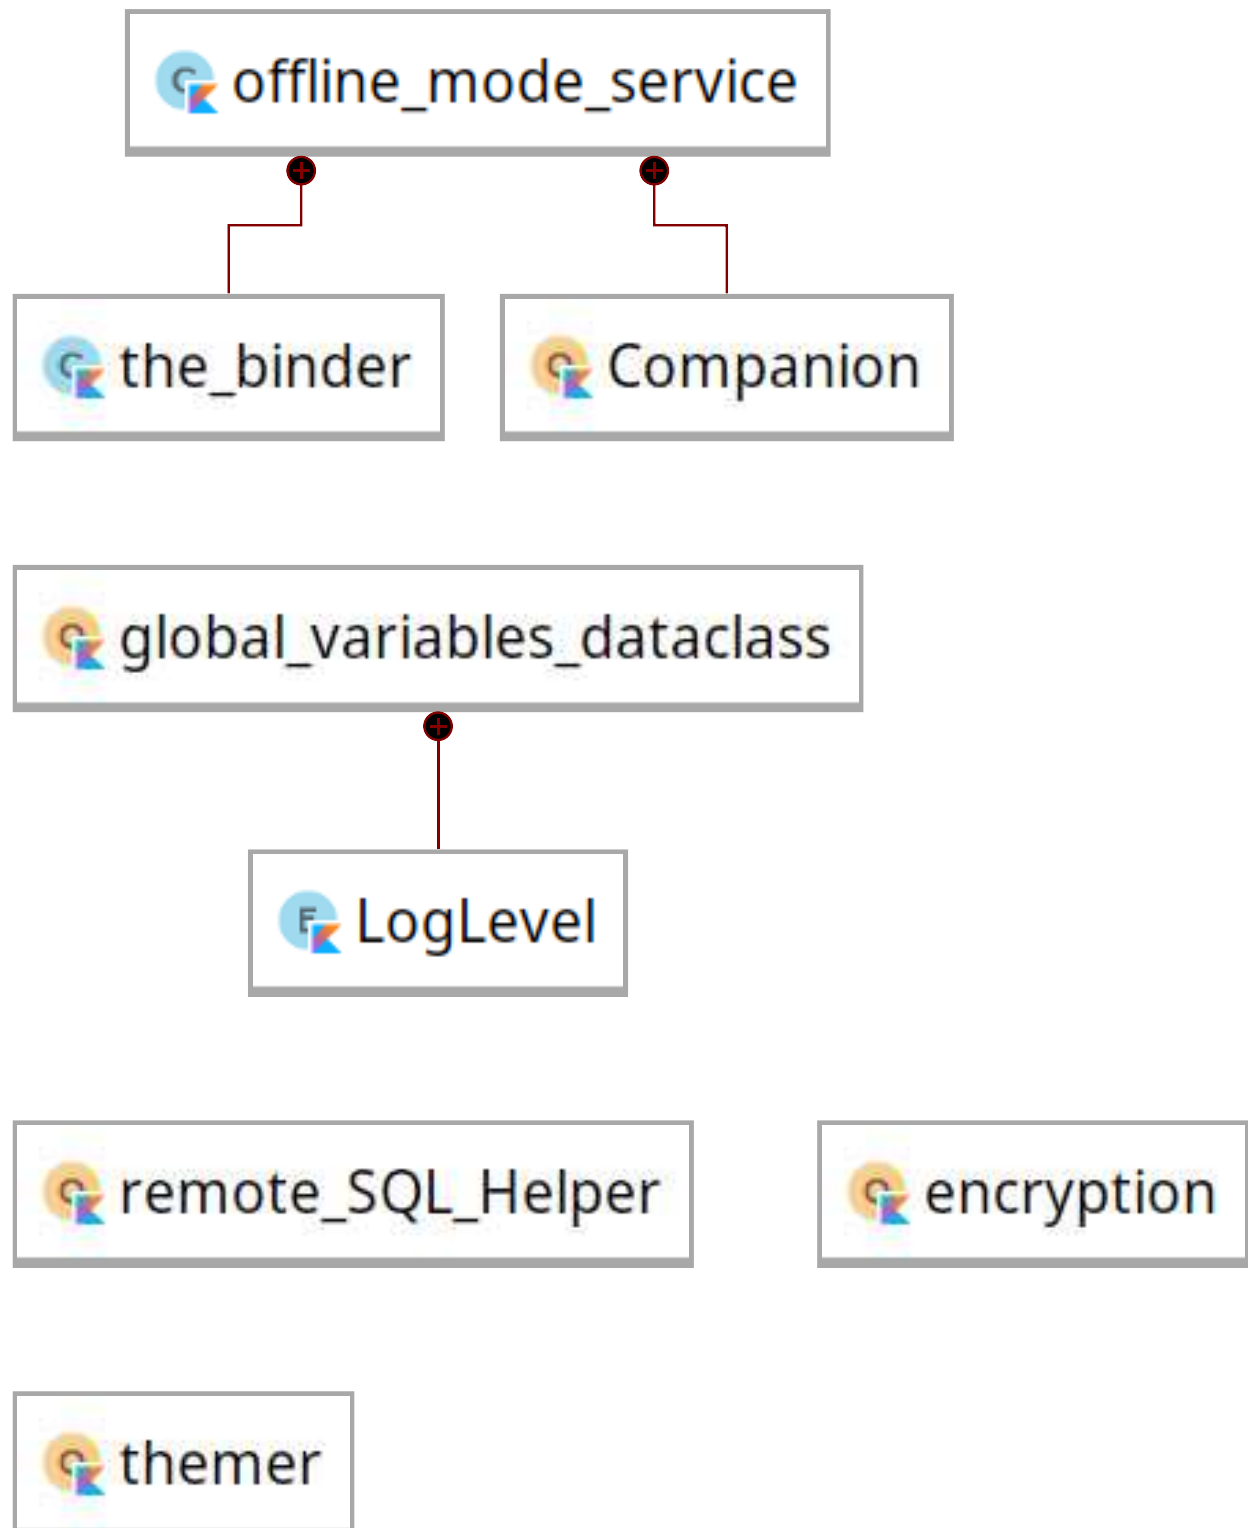 offline_mode_service
the_binder
Companion
global_variables_dataclass
LogLevel
remote_SQL_Helper
encryption
themer